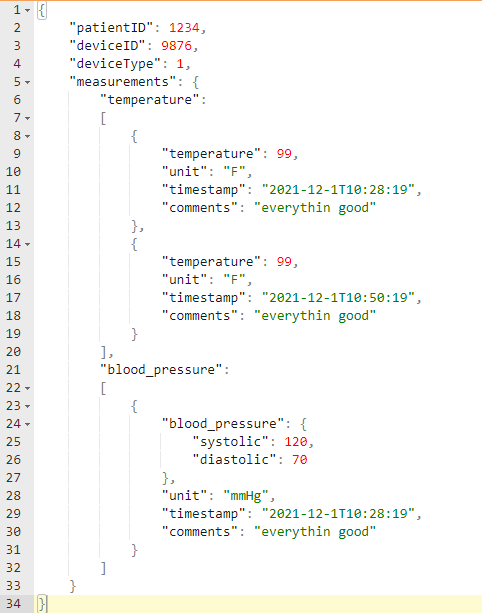 1 {
2     "patientID": 1234,
3     "deviceID": 9876,
4     "deviceType": 1,
5     "measurements": {
6         "temperature":
7         [
8             {
9                 "temperature": 99,
10                 "unit": "F",
11                 "timestamp": "2021-12-1T10:28:19",
12                 "comments": "everythin good"
13             },
14             {
15                 "temperature": 99,
16                 "unit": "F",
17                 "timestamp": "2021-12-1T10:50:19",
18                 "comments": "everythin good"
19             }
20         ],
21         "blood_pressure":
22         [
23             {
24                 "blood_pressure": {
25                     "systolic": 120,
26                     "diastolic": 70
27                 },
28                 "unit": "mmHg",
29                 "timestamp": "2021-12-1T10:28:19",
30                 "comments": "everythin good"
31             }
32         ]
33     }
34 }